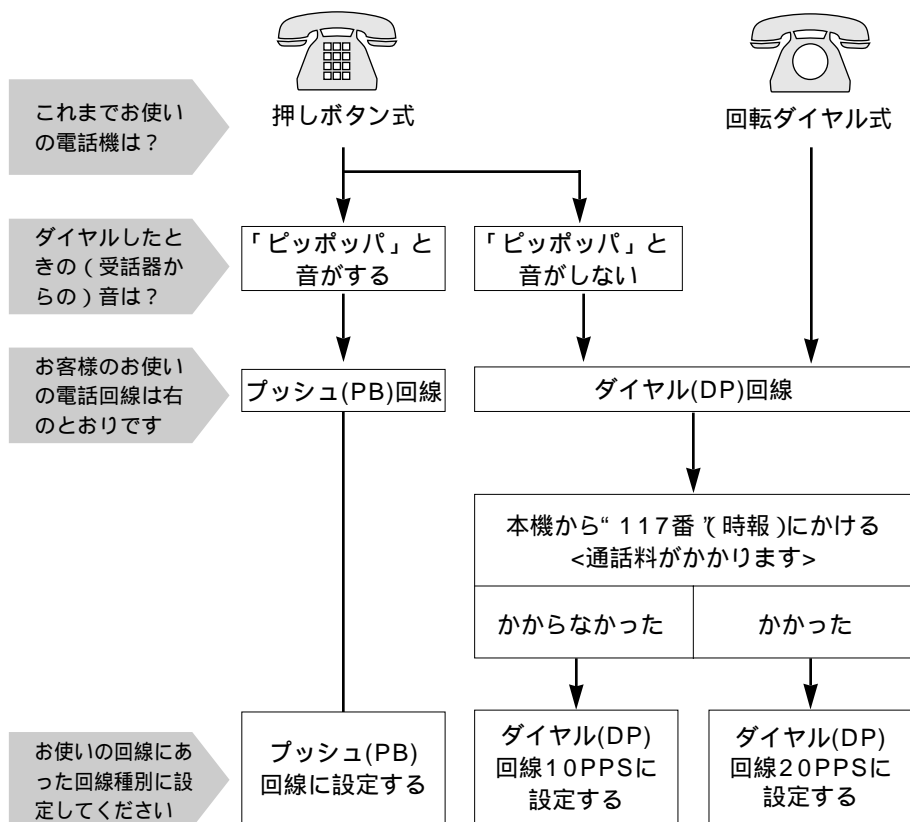 これまでお使い
の電話機は？
押しボタン式
回転ダイヤル式
ダイヤルしたと
きの（受話器か
らの）音は？
「ピッポッパ」と
音がする
「ピッポッパ」と
音がしない
お客様のお使い
の電話回線は右
のとおりです
プッシュ(PB)回線
ダイヤル(DP)回線
本機から“117番”(時報)にかける
<通話料がかかります>
かからなかった
かかった
お使いの回線にあ
った回線種別に設
定してください
プッシュ(PB)
回線に設定する
ダイヤル(DP)
回線10PPSに
設定する
ダイヤル(DP)
回線20PPSに
設定する